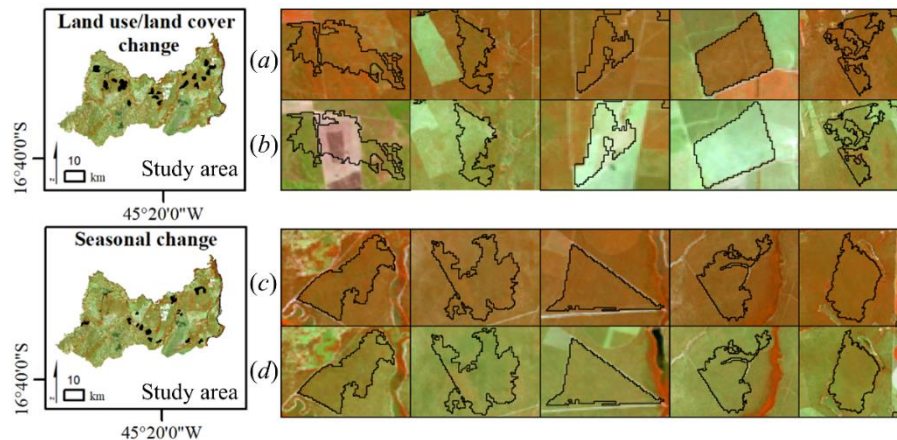 Land use/land cover
change
(a)
(b)
16°40'0"S
10
km
Study area
45°20'0"W
Seasonal change
(c)
(d)
16°40'0"S
10
km
Study area
45°20'0"W